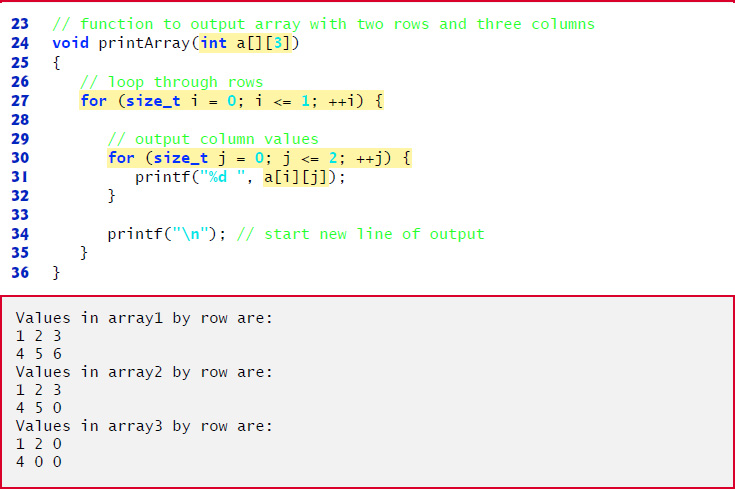 23 // function to output array with two rows and three columns
24 void printArray(int a[][3])
25 {
26 // loop through rows
27 for (size_t i = 0; i <= 1; ++i) {
28
29 // output column values
30 for (size_t j = 0; j <= 2; ++j) {
31 printf("%d ", a[i][j]);
32 }
33
34 printf("\n"); // start new line of output
35 }
36 }
Values in array1 by row are:
1 2 3
4 5 6
Values in array2 by row are:
1 2 3
4 5 0
Values in array3 by row are:
1 2 0
4 0 0